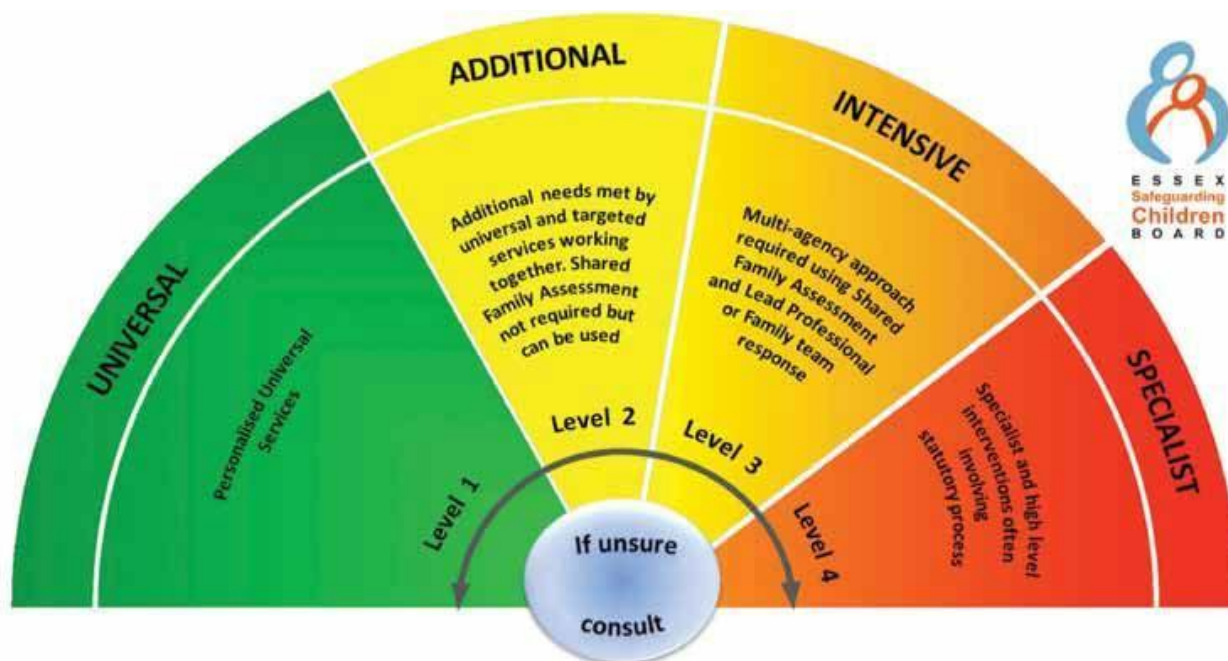 UNIVERSAL
Personalised Universal
Services
Level 1
ADDITIONAL
Additional needs met by
universal and targeted
services working
together. Shared
Family Assessment
not required but
can be used
Level 2
INTENSIVE
Multi-agency approach
required using Shared
Family Assessment
and Lead Professional
or Family team
response
Level 3
SPECIALIST
Specialist and high level
interventions often
involving
statutory process
Level 4
If unsure
consult
ESSEX
Safeguarding
Children
BOARD